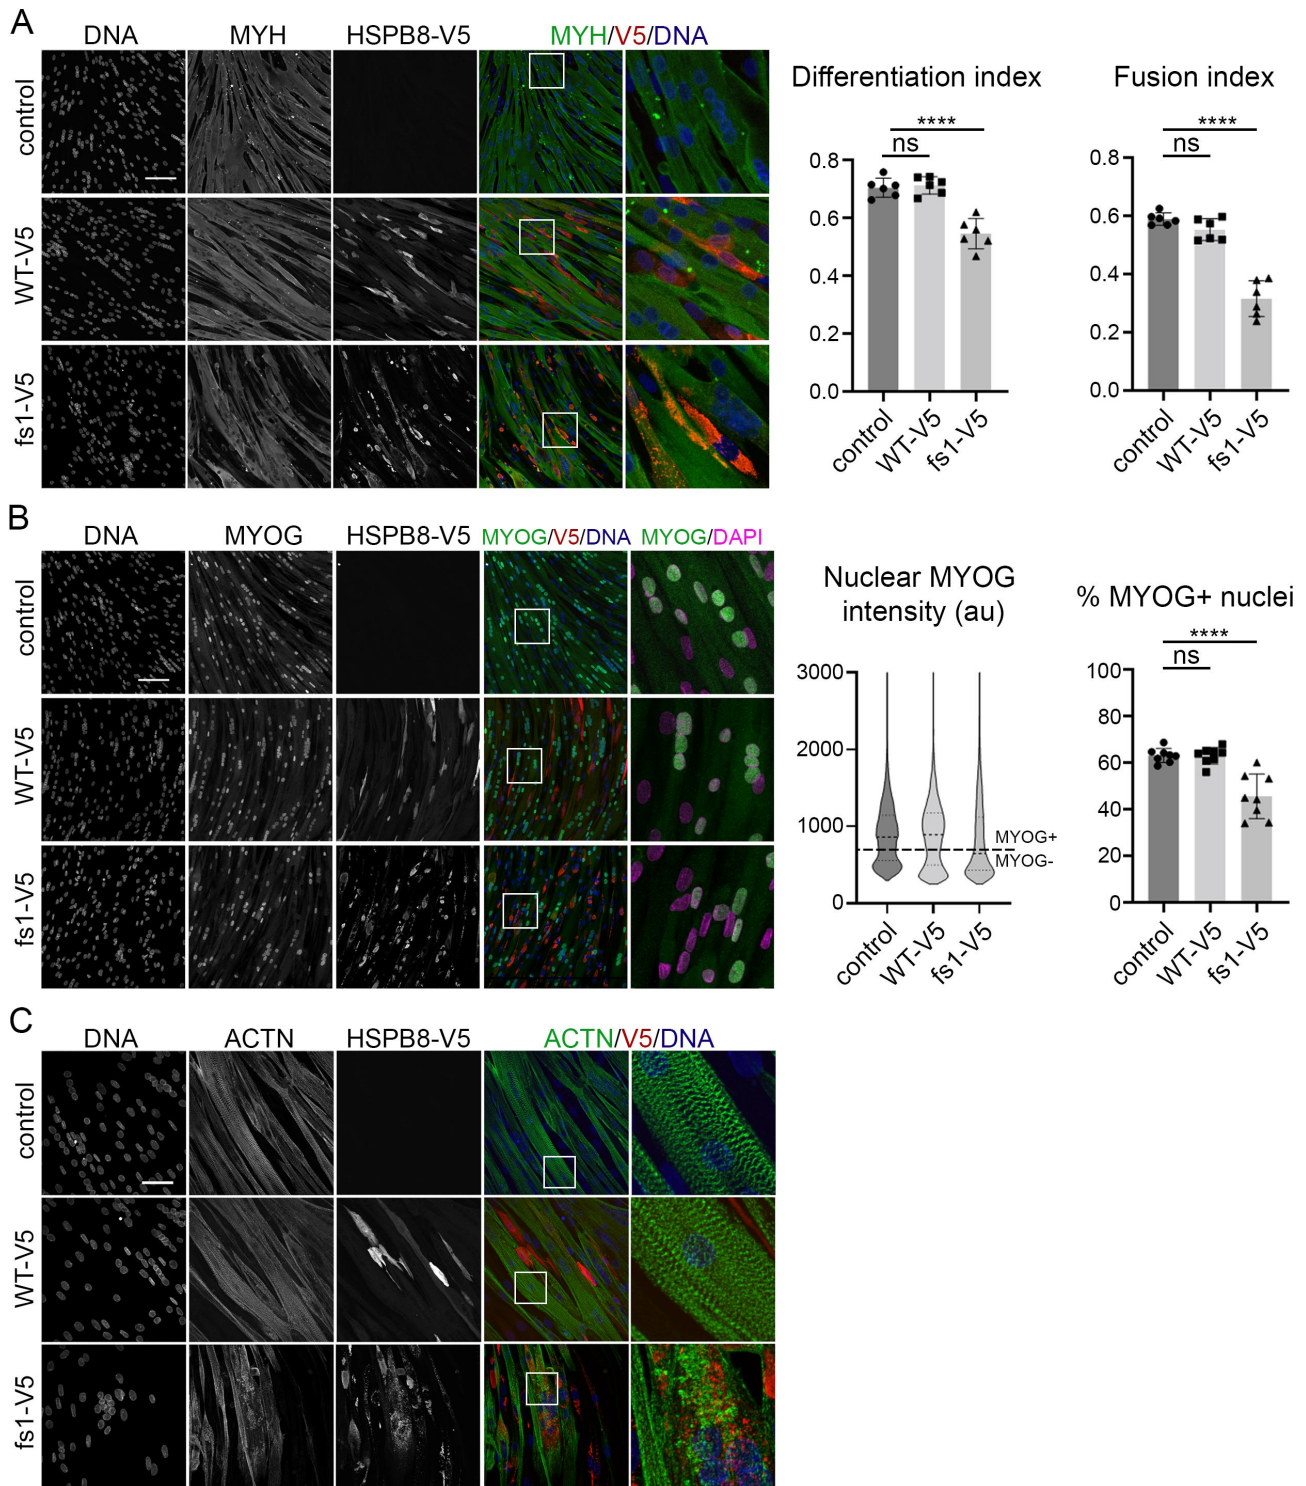 A
DNA MYH HSPB8-V5 MYH/V5/DNA
control
WT-V5
fs1-V5
Differentiation index
****
ns
0.8
0.6
0.4
0.2
0.0
control WT-V5 fs1-V5
Fusion index
****
ns
0.8
0.6
0.4
0.2
0.0
control WT-V5 fs1-V5
B
DNA MYOG HSPB8-V5 MYOG/V5/DNA MYOG/DAPI
control
WT-V5
fs1-V5
Nuclear MYOG
intensity (au)
3000
2000
1000
0
MYOG+
MYOG-
control WT-V5 fs1-V5
% MYOG+ nuclei
****
ns
100
80
60
40
20
0
control WT-V5 fs1-V5
C
DNA ACTN HSPB8-V5 ACTN/V5/DNA
control
WT-V5
fs1-V5